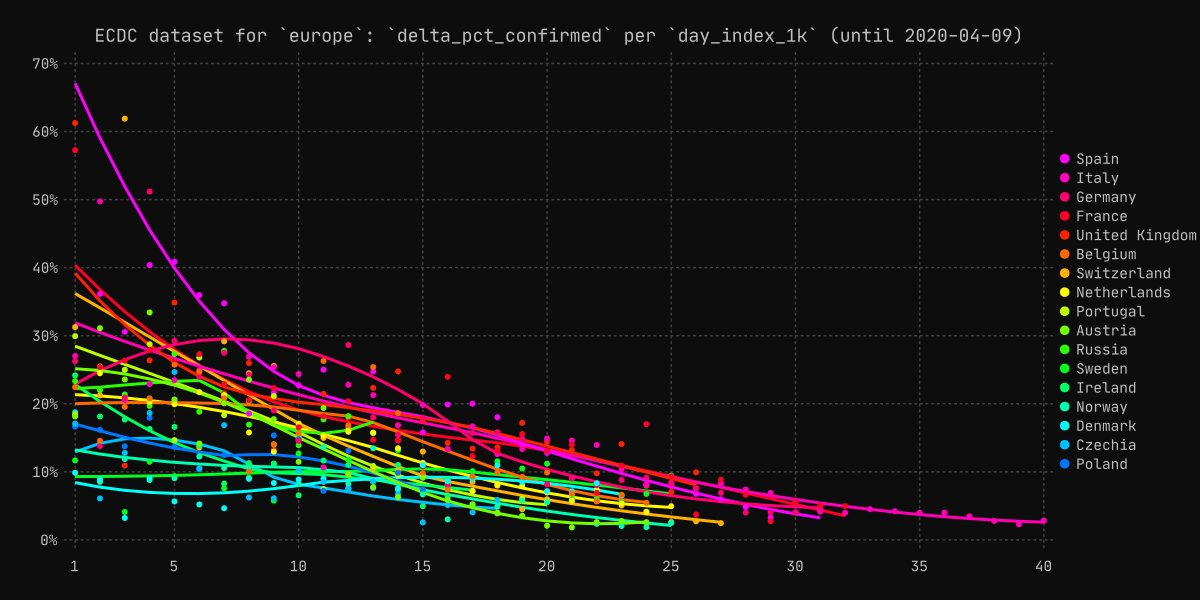 ECDC dataset for `europe`: `delta_pct_confirmed` per `day_index_1k` (until 2020-04-09)
70%
60%
50%
40%
30%
20%
10%
0%
1 5 10 15 20 25 30 35 40
Spain
Italy
Germany
France
United Kingdom
Belgium
Switzerland
Netherlands
Portugal
Austria
Russia
Sweden
Ireland
Norway
Denmark
Czechia
Poland